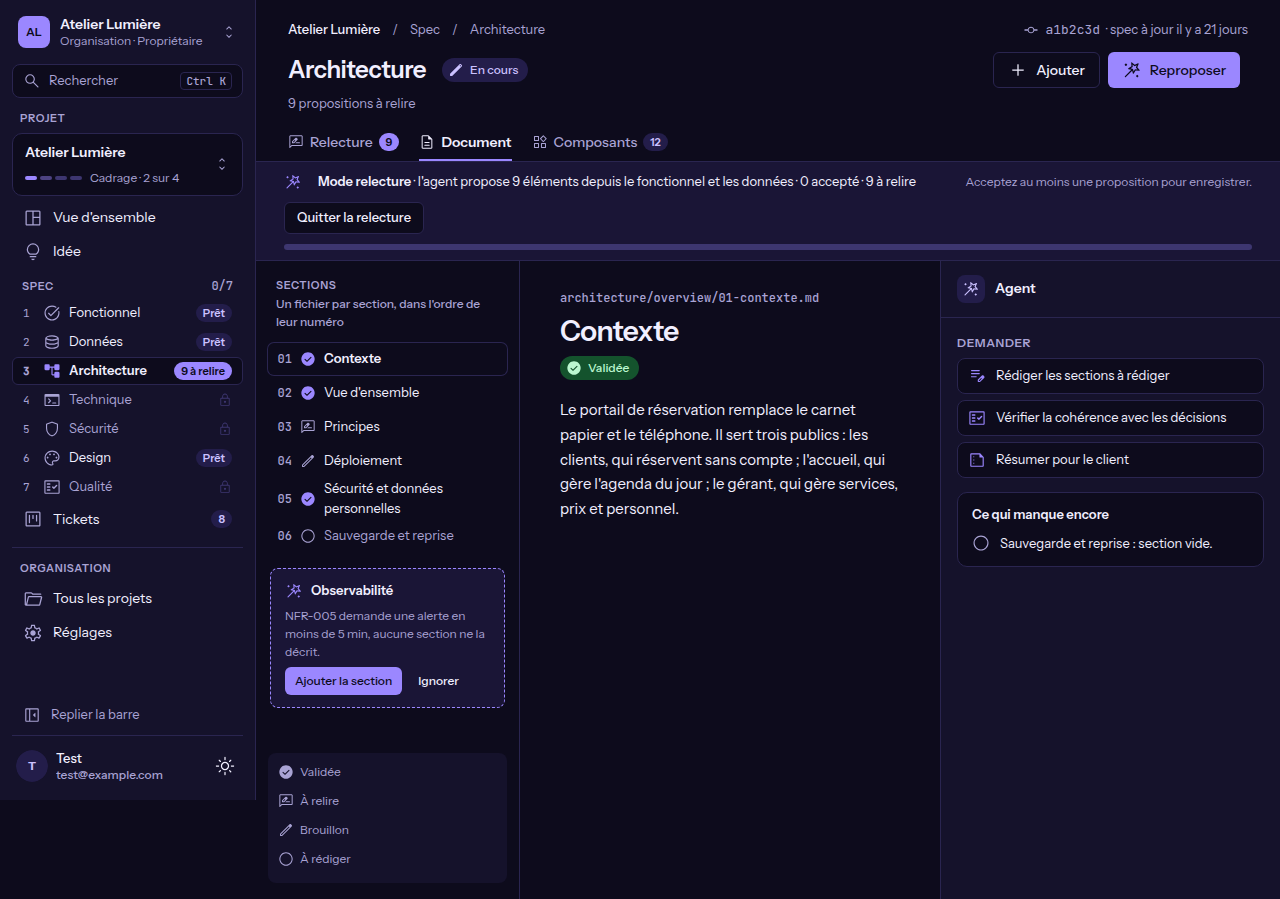 AL
Atelier Lumière
Organisation · Propriétaire
Rechercher
Ctrl K
PROJET
Atelier Lumière
Cadrage · 2 sur 4
Vue d'ensemble
Idée
SPEC
0/7
1 Fonctionnel Prêt
2 Données Prêt
3 Architecture 9 à relire
4 Technique
5 Sécurité
6 Design Prêt
7 Qualité
Tickets 8
ORGANISATION
Tous les projets
Réglages
Replier la barre
T
Test
test@example.com
Atelier Lumière / Spec / Architecture
a1b2c3d · spec à jour il y a 21 jours
Architecture
En cours
Ajouter
Reproposer
9 propositions à relire
Relecture 9
Document
Composants 12
Mode relecture · l'agent propose 9 éléments depuis le fonctionnel et les données · 0 accepté · 9 à relire
Acceptez au moins une proposition pour enregistrer.
Quitter la relecture
SECTIONS
Un fichier par section, dans l'ordre de
leur numéro
01 Contexte
02 Vue d'ensemble
03 Principes
04 Déploiement
05 Sécurité et données
personnelles
06 Sauvegarde et reprise
Observabilité
NFR-005 demande une alerte en
moins de 5 min, aucune section ne la
décrit.
Ajouter la section
Ignorer
Validée
À relire
Brouillon
À rédiger
architecture/overview/01-contexte.md
Contexte
Validée
Le portail de réservation remplace le carnet
papier et le téléphone. Il sert trois publics : les
clients, qui réservent sans compte ; l'accueil, qui
gère l'agenda du jour ; le gérant, qui gère services,
prix et personnel.
Agent
DEMANDER
Rédiger les sections à rédiger
Vérifier la cohérence avec les décisions
Résumer pour le client
Ce qui manque encore
Sauvegarde et reprise : section vide.